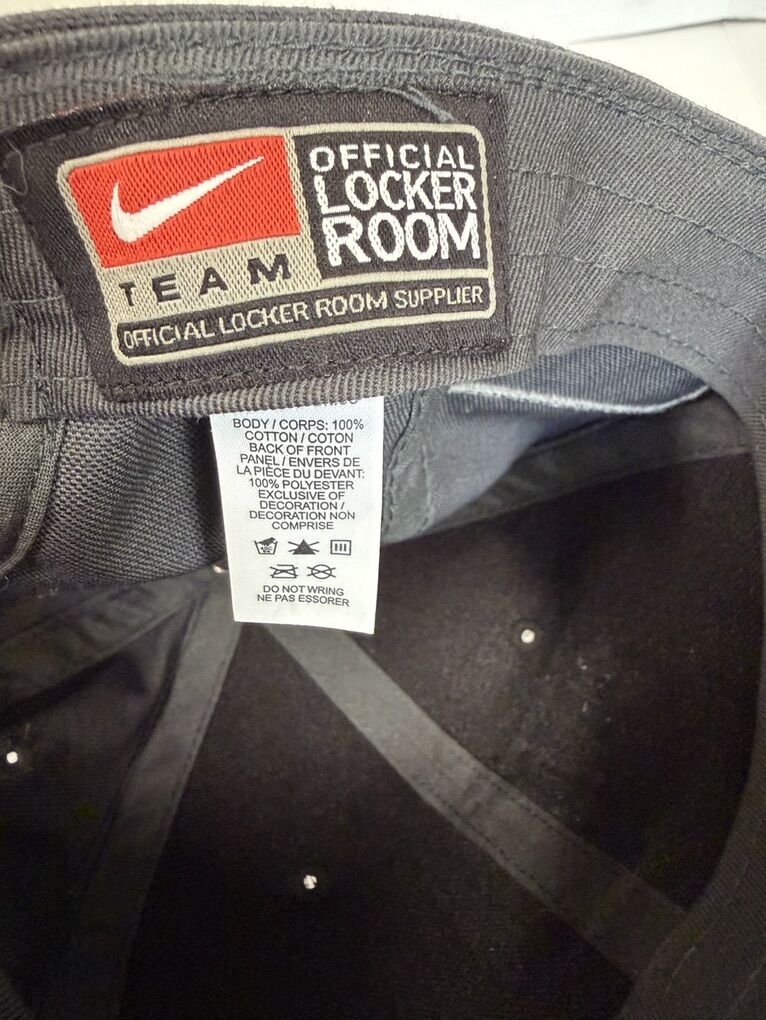 OFFICIAL
LOCKER
ROOM
TEAM
OFFICIAL LOCKER ROOM SUPPLIER
BODY / CORPS: 100%
COTTON / COTON
BACK OF FRONT
PANEL / ENVERS DE
LA PIÈCE DU DEVANT:
100% POLYESTER
EXCLUSIVE OF
DECORATION /
DECORATION NON
COMPRISE
DO NOT WRING
NE PAS ESSORER